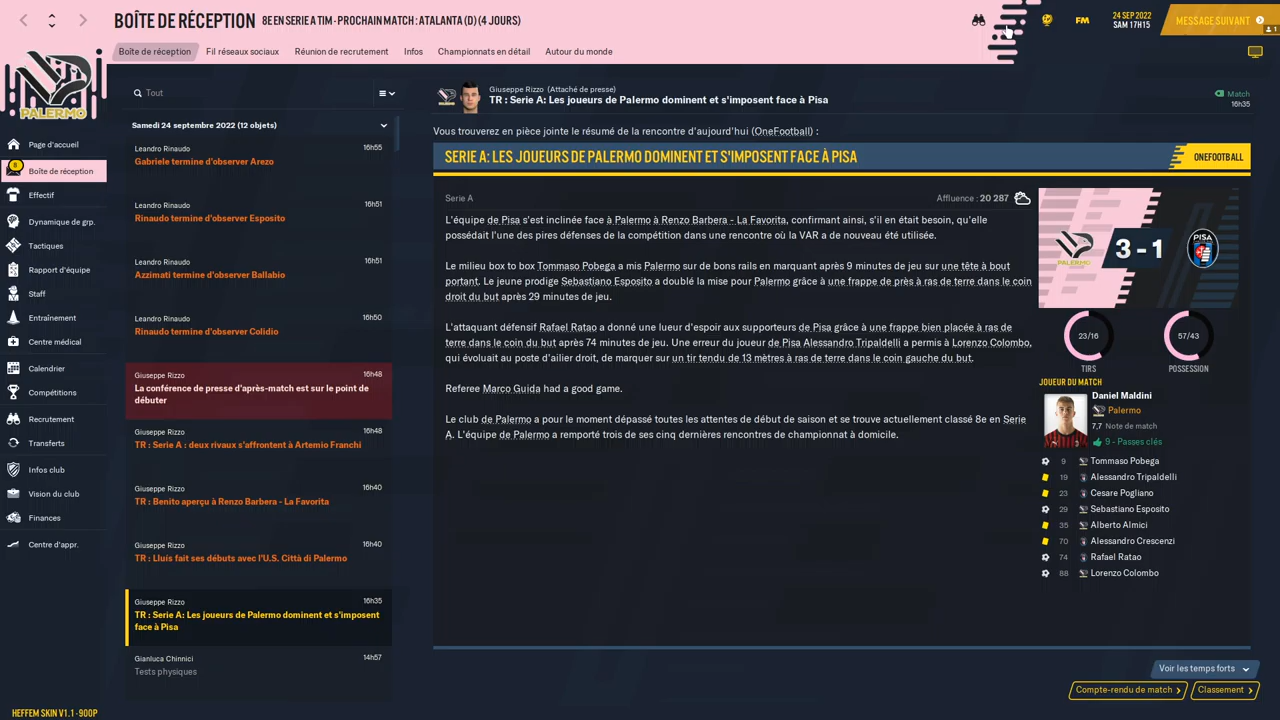 BOÎTE DE RÉCEPTION
8E EN SERIE A TIM - PROCHAIN MATCH : ATALANTA (D) (4 JOURS)
FM
24 SEP 2022
SAM 17H15
MESSAGE SUIVANT
1
Boîte de réception
Fil réseaux sociaux
Réunion de recrutement
Infos
Championnats en détail
Autour du monde
PALERMO
Page d'accueil
8
Boîte de réception
Effectif
Dynamique de grp.
Tactiques
Rapport d'équipe
Staff
Entraînement
Centre médical
Calendrier
Compétitions
Recrutement
Transferts
Infos club
Vision du club
Finances
Centre d'appr.
HEFFEM SKIN V1.1 - 900P
Tout
Samedi 24 septembre 2022 (12 objets)
Leandro Rinaudo 16h55
Gabriele termine d'observer Arezo
Leandro Rinaudo 16h51
Rinaudo termine d'observer Esposito
Leandro Rinaudo 16h51
Azzimati termine d'observer Ballabio
Leandro Rinaudo 16h50
Rinaudo termine d'observer Colidio
Giuseppe Rizzo 16h48
La conférence de presse d'après-match est sur le point de
débuter
Giuseppe Rizzo 16h48
TR : Serie A : deux rivaux s'affrontent à Artemio Franchi
Giuseppe Rizzo 16h40
TR : Benito aperçu à Renzo Barbera - La Favorita
Giuseppe Rizzo 16h40
TR : Lluís fait ses débuts avec l'U.S. Città di Palermo
Giuseppe Rizzo 16h35
TR : Serie A: Les joueurs de Palermo dominent et s'imposent
face à Pisa
Gianluca Chinnici 14h57
Tests physiques
Giuseppe Rizzo (Attaché de presse)
TR : Serie A: Les joueurs de Palermo dominent et s'imposent face à Pisa
Match
16h35
Vous trouverez en pièce jointe le résumé de la rencontre d'aujourd'hui (OneFootball) :
SERIE A: LES JOUEURS DE PALERMO DOMINENT ET S'IMPOSENT FACE À PISA
ONEFOOTBALL
Serie A
Affluence : 20 287
L'équipe de Pisa s'est inclinée face à Palermo à Renzo Barbera - La Favorita, confirmant ainsi, s'il en était besoin, qu'elle
possédait l'une des pires défenses de la compétition dans une rencontre où la VAR a de nouveau été utilisée.
Le milieu box to box Tommaso Pobega a mis Palermo sur de bons rails en marquant après 9 minutes de jeu sur une tête à bout
portant. Le jeune prodige Sebastiano Esposito a doublé la mise pour Palermo grâce à une frappe de près à ras de terre dans le coin
droit du but après 29 minutes de jeu.
L'attaquant défensif Rafael Ratao a donné une lueur d'espoir aux supporters de Pisa grâce à une frappe bien placée à ras de
terre dans le coin du but après 74 minutes de jeu. Une erreur du joueur de Pisa Alessandro Tripaldelli a permis à Lorenzo Colombo,
qui évoluait au poste d'ailier droit, de marquer sur un tir tendu de 13 mètres à ras de terre dans le coin gauche du but.
Referee Marco Guida had a good game.
Le club de Palermo a pour le moment dépassé toutes les attentes de début de saison et se trouve actuellement classé 8e en Serie
A. L'équipe de Palermo a remporté trois de ses cinq dernières rencontres de championnat à domicile.
PALERMO
3 - 1
PISA
23/16
TIRS
57/43
POSSESSION
JOUEUR DU MATCH
Daniel Maldini
Palermo
7,7 Note de match
9 - Passes clés
9 Tommaso Pobega
19 Alessandro Tripaldelli
23 Cesare Pogliano
29 Sebastiano Esposito
35 Alberto Almici
70 Alessandro Crescenzi
74 Rafael Ratao
88 Lorenzo Colombo
Voir les temps forts
Compte-rendu de match
Classement